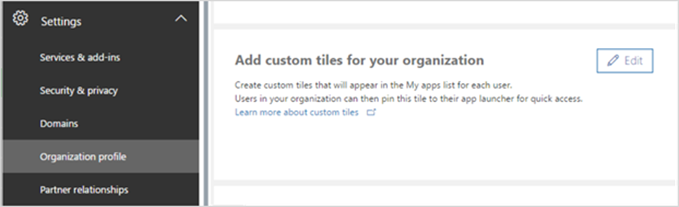 Settings
Services & add-ins
Security & privacy
Domains
Organization profile
Partner relationships
Add custom tiles for your organization
Edit
Create custom tiles that will appear in the My apps list for each user.
Users in your organization can then pin this tile to their app launcher for quick access.
Learn more about custom tiles